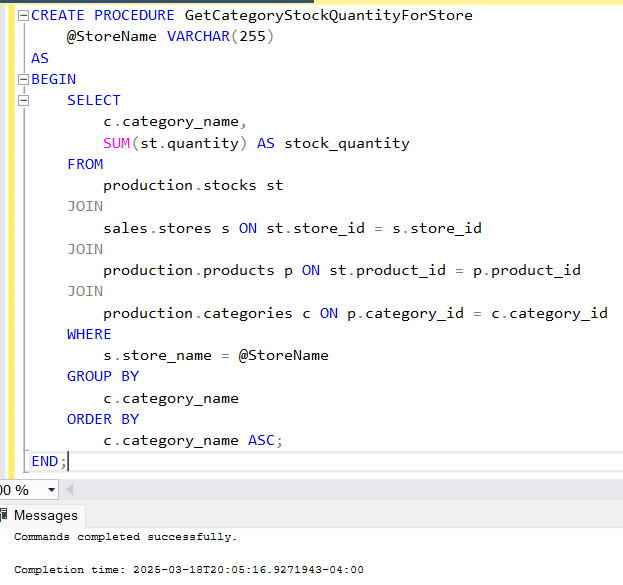 CREATE PROCEDURE GetCategoryStockQuantityForStore
@StoreName VARCHAR(255)
AS
BEGIN
SELECT
c.category_name,
SUM(st.quantity) AS stock_quantity
FROM
production.stocks st
JOIN
sales.stores s ON st.store_id = s.store_id
JOIN
production.products p ON st.product_id = p.product_id
JOIN
production.categories c ON p.category_id = c.category_id
WHERE
s.store_name = @StoreName
GROUP BY
c.category_name
ORDER BY
c.category_name ASC;
END;
00 %
Messages
Commands completed successfully.
Completion time: 2025-03-18T20:05:16.9271943-04:00